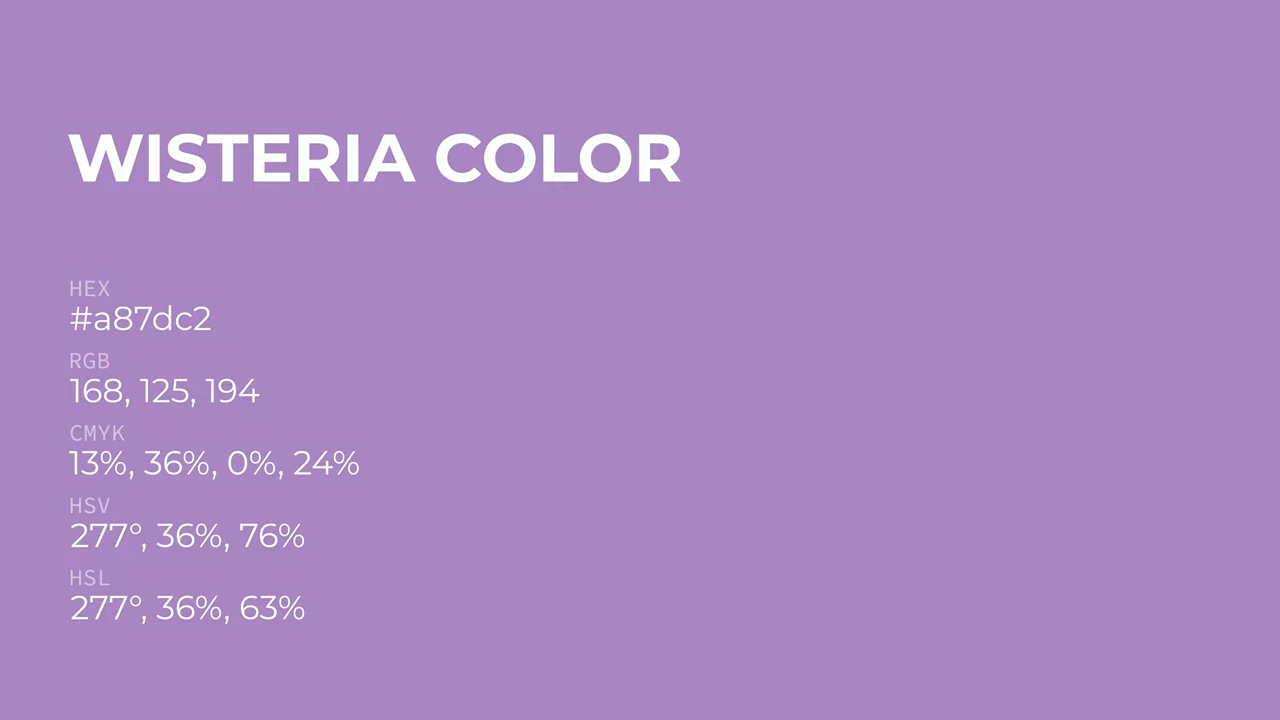 WISTERIA COLOR
HEX
#a87dc2
RGB
168, 125, 194
CMYK
13%, 36%, 0%, 24%
HSV
277°, 36%, 76%
HSL
277°, 36%, 63%